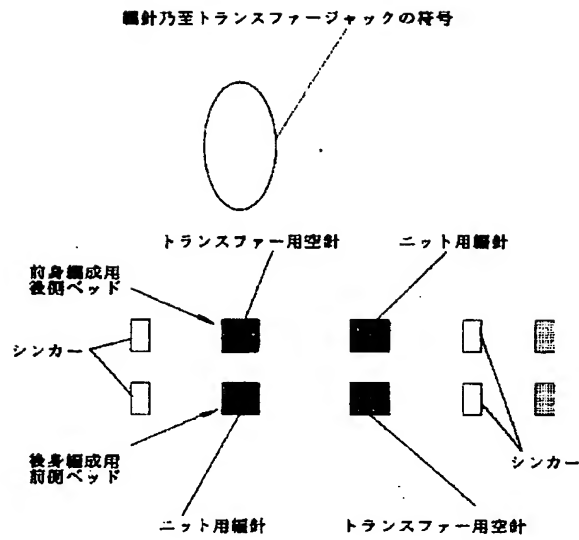 編針乃至トランスファージャックの符号
トランスファー用空針
ニット用編針
前身編成用
後側ベッド
シンカー
後身編成用
前側ベッド
シンカー
ニット用編針
トランスファー用空針